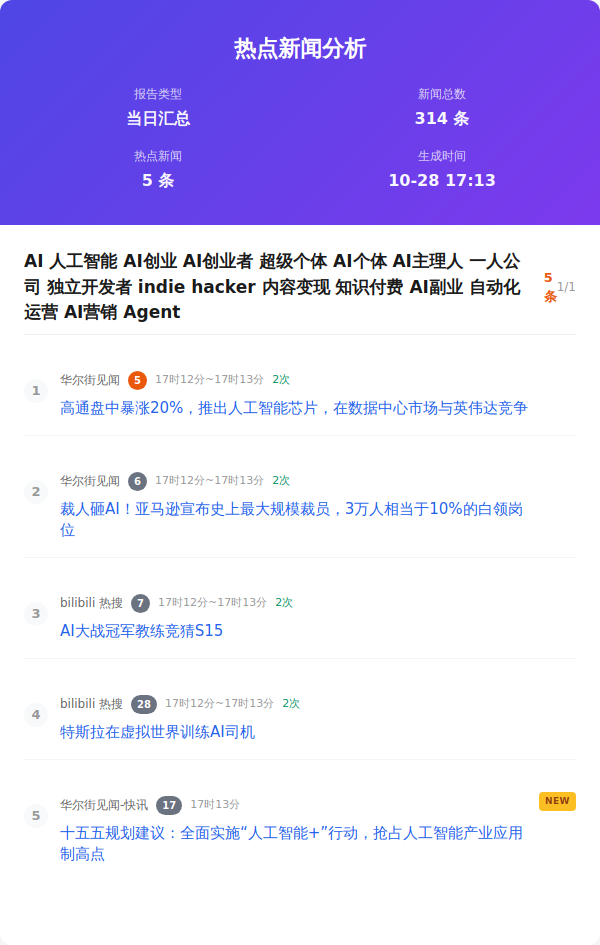 热点新闻分析
报告类型
当日汇总
新闻总数
314 条
热点新闻
5 条
生成时间
10-28 17:13
AI 人工智能 AI创业 AI创业者 超级个体 AI个体 AI主理人 一人公
司 独立开发者 indie hacker 内容变现 知识付费 AI副业 自动化
运营 AI营销 Agent
5
条
1/1
1
华尔街见闻 5 17时12分~17时13分 2次
高通盘中暴涨20%，推出人工智能芯片，在数据中心市场与英伟达竞争
2
华尔街见闻 6 17时12分~17时13分 2次
裁人砸AI！亚马逊宣布史上最大规模裁员，3万人相当于10%的白领岗
位
3
bilibili 热搜 7 17时12分~17时13分 2次
AI大战冠军教练竞猜S15
4
bilibili 热搜 28 17时12分~17时13分 2次
特斯拉在虚拟世界训练AI司机
5
华尔街见闻-快讯 17 17时13分
NEW
十五五规划建议：全面实施“人工智能+”行动，抢占人工智能产业应用
制高点